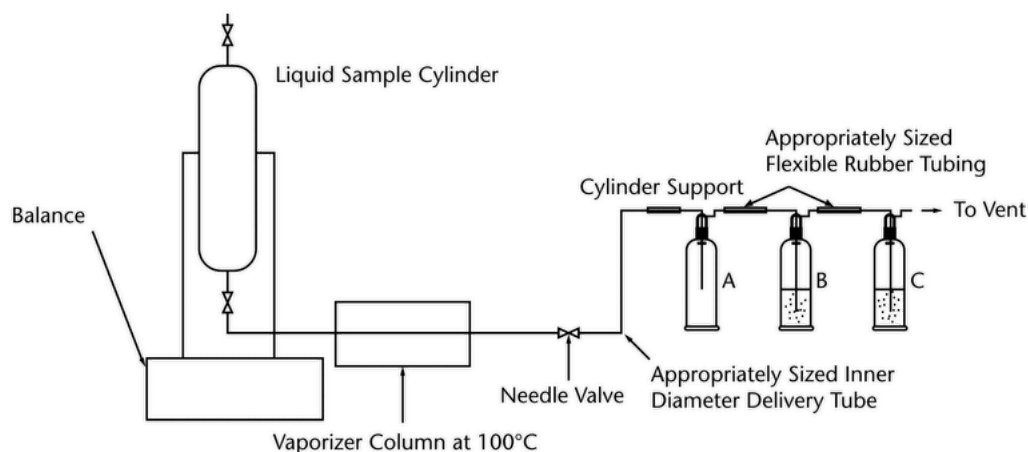 Liquid Sample Cylinder
Appropriately Sized
Flexible Rubber Tubing
Cylinder Support
Balance
To Vent
A
B
C
Needle Valve
Appropriately Sized Inner
Diameter Delivery Tube
Vaporizer Column at 100°C